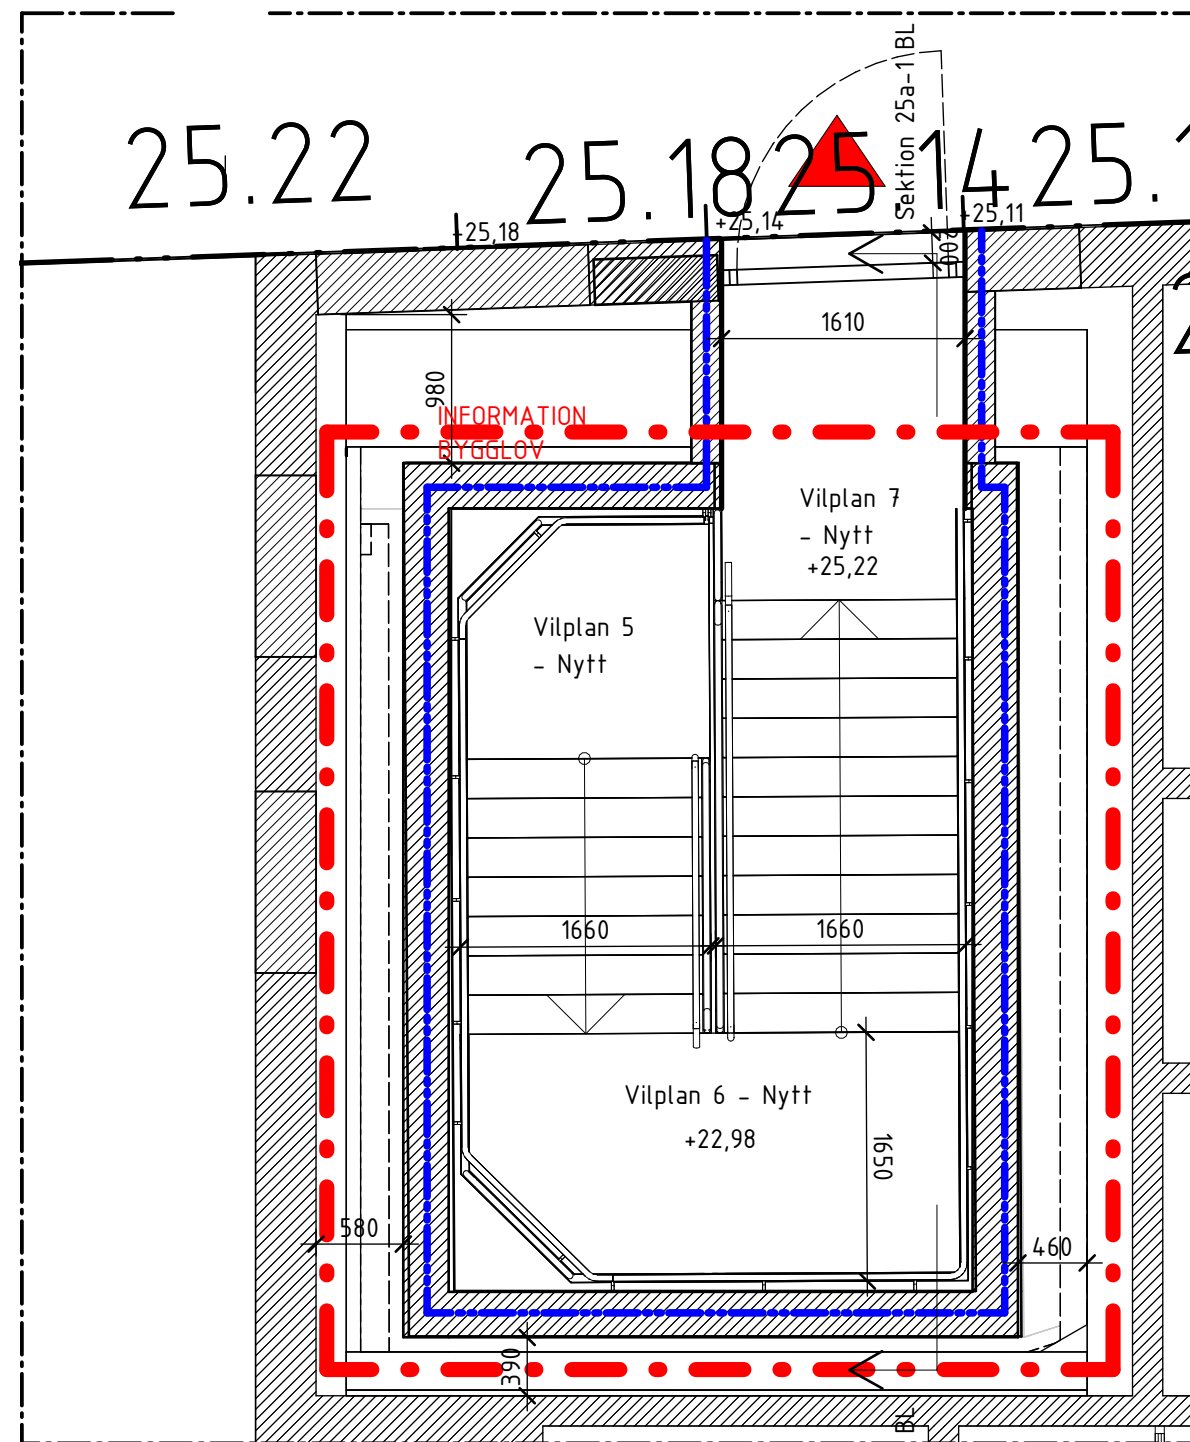 Sektion 25a-1 BL
25.22
25.18
25.14
25.1
+25,18
+25,14
+25,11
1610
980
INFORMATION
BYGGLOV
Vilplan 7
- Nytt
+25,22
Vilplan 5
- Nytt
1660
1660
Vilplan 6 - Nytt
+22,98
1650
580
460
390
BL